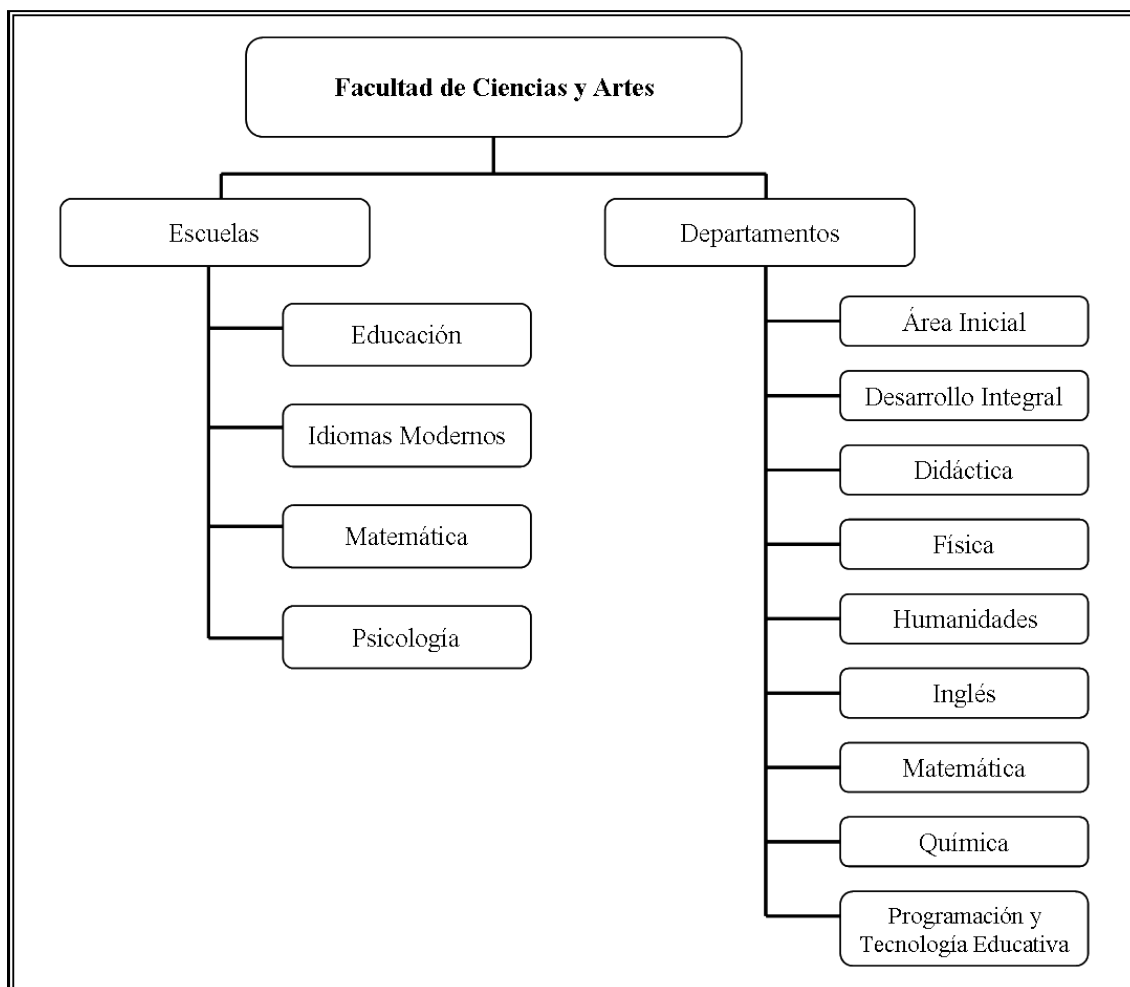 Facultad de Ciencias y Artes
Escuelas
Educación
Idiomas Modernos
Matemática
Psicología
Departamentos
Área Inicial
Desarrollo Integral
Didáctica
Física
Humanidades
Inglés
Matemática
Química
Programación y
Tecnología Educativa